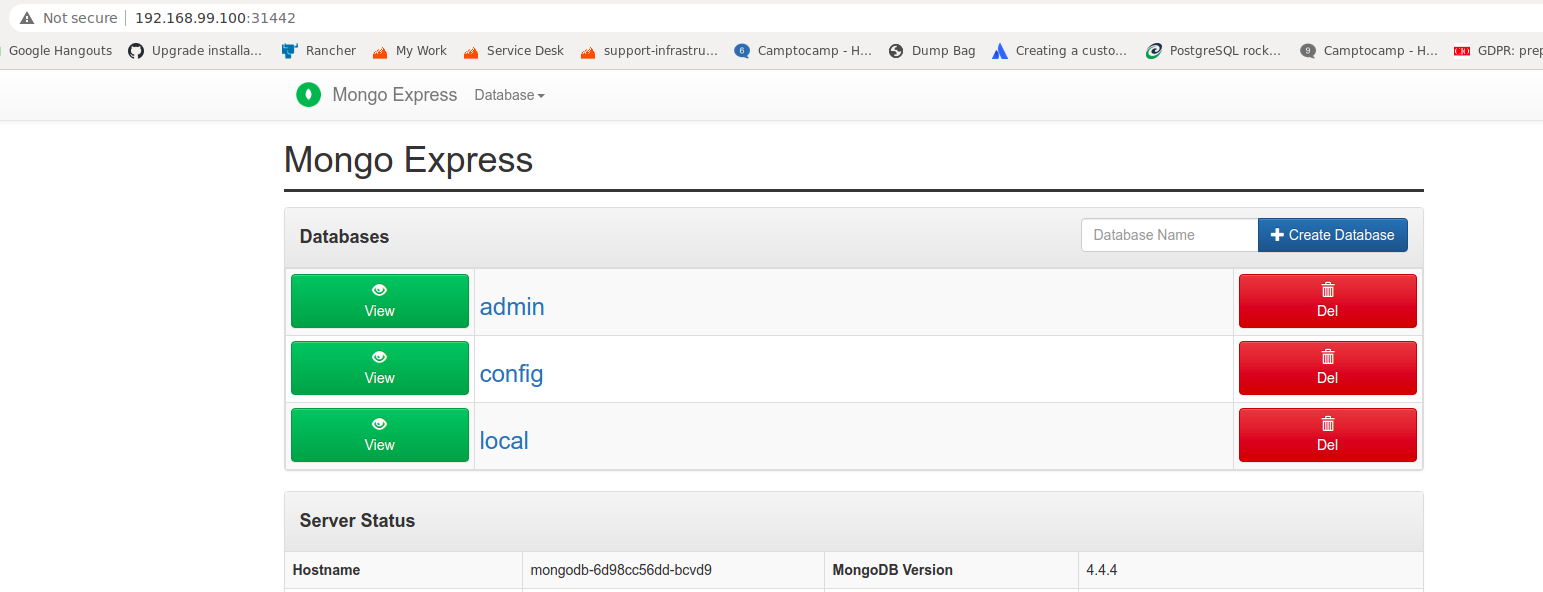 Not secure 192.168.99.100:31442
Google Hangouts Upgrade installa... Rancher My Work Service Desk support-infrastru... 6 Camptocamp - H... Dump Bag Creating a custo... PostgreSQL rock... 9 Camptocamp - H... GDPR: prep
Mongo Express Database
Mongo Express
Databases Database Name Create Database
View admin Del
View config Del
View local Del
Server Status
Hostname mongodb-6d98cc56dd-bcvd9 MongoDB Version 4.4.4